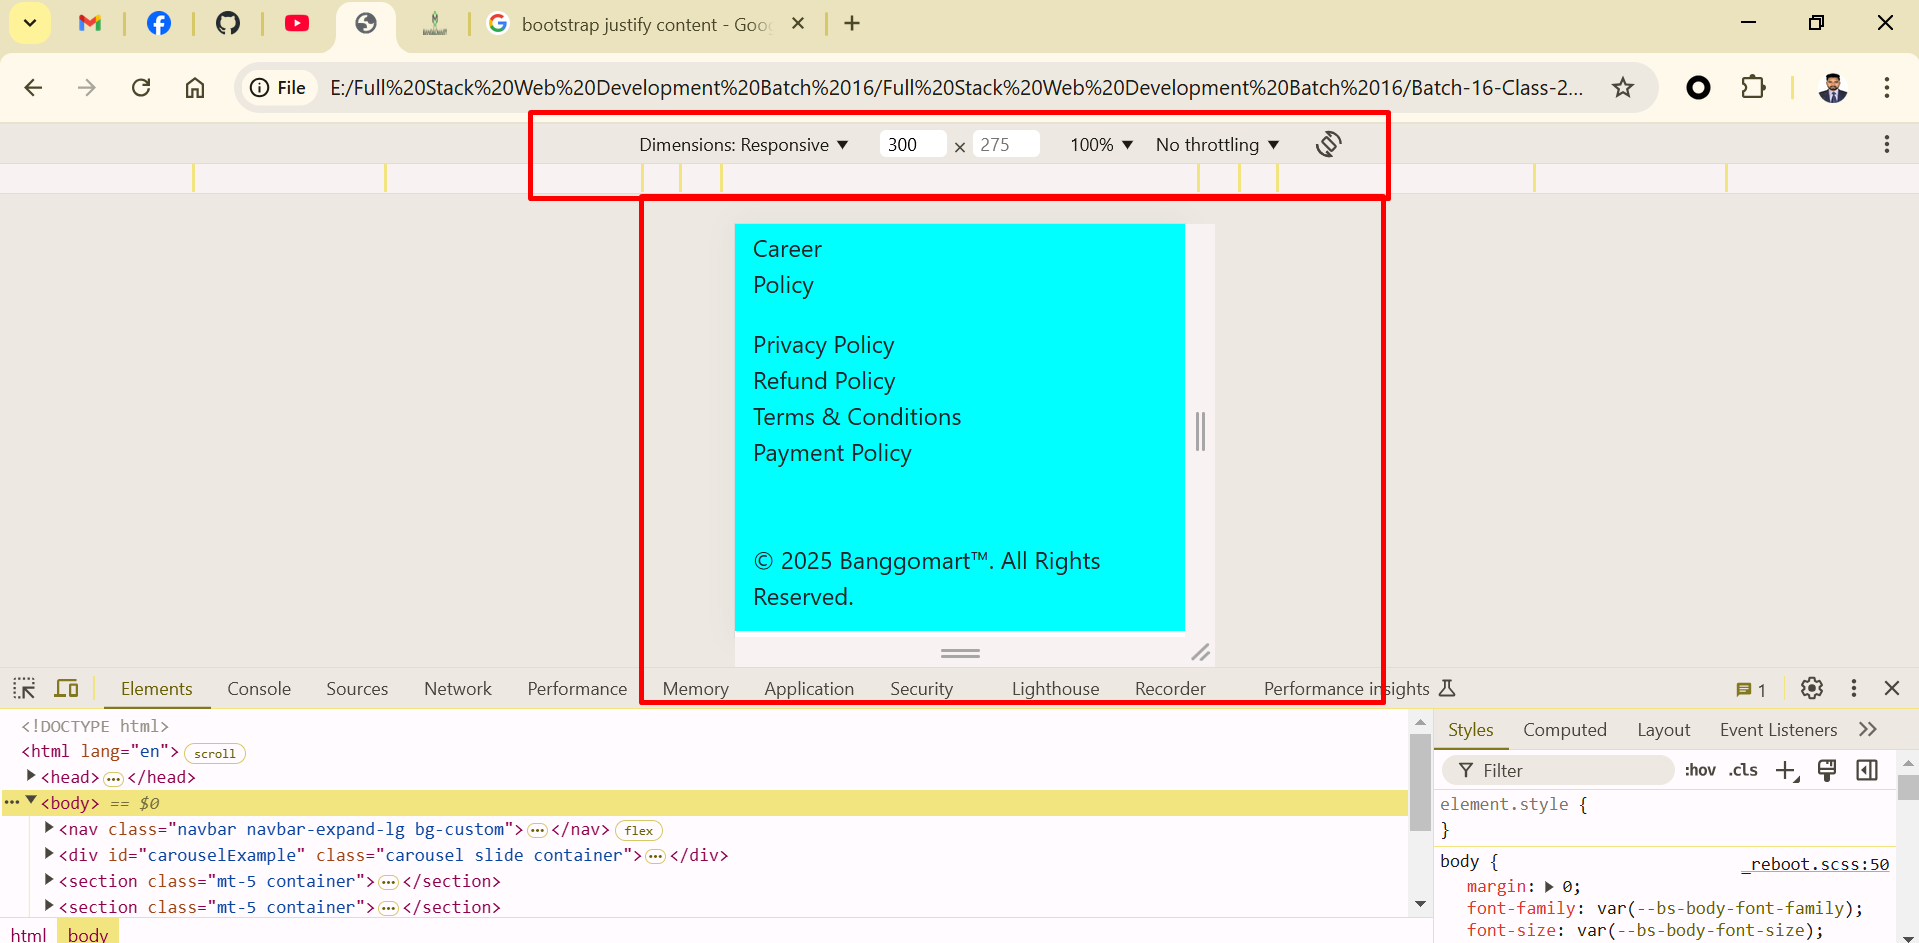 bootstrap justify content - Goo
File
E:/Full%20Stack%20Web%20Development%20Batch%2016/Full%20Stack%20Web%20Development%20Batch%2016/Batch-16-Class-2...
Dimensions: Responsive ▼ 300 × 275 100% ▼ No throttling ▼
Career
Policy
Privacy Policy
Refund Policy
Terms & Conditions
Payment Policy
© 2025 Banggomart™. All Rights
Reserved.
Elements Console Sources Network Performance Memory Application Security Lighthouse Recorder Performance insights 1
<!DOCTYPE html>
<html lang="en"> scroll
<head> ••• </head>
••• <body> == $0
<nav class="navbar navbar-expand-lg bg-custom"> ••• </nav> flex
<div id="carouselExample" class="carousel slide container"> ••• </div>
<section class="mt-5 container"> ••• </section>
<section class="mt-5 container"> ••• </section>
html body
Styles Computed Layout Event Listeners
Filter :hov .cls
element.style {
}
body { _reboot.scss:50
margin: ▶ 0;
font-family: var(--bs-body-font-family);
font-size: var(--bs-body-font-size);